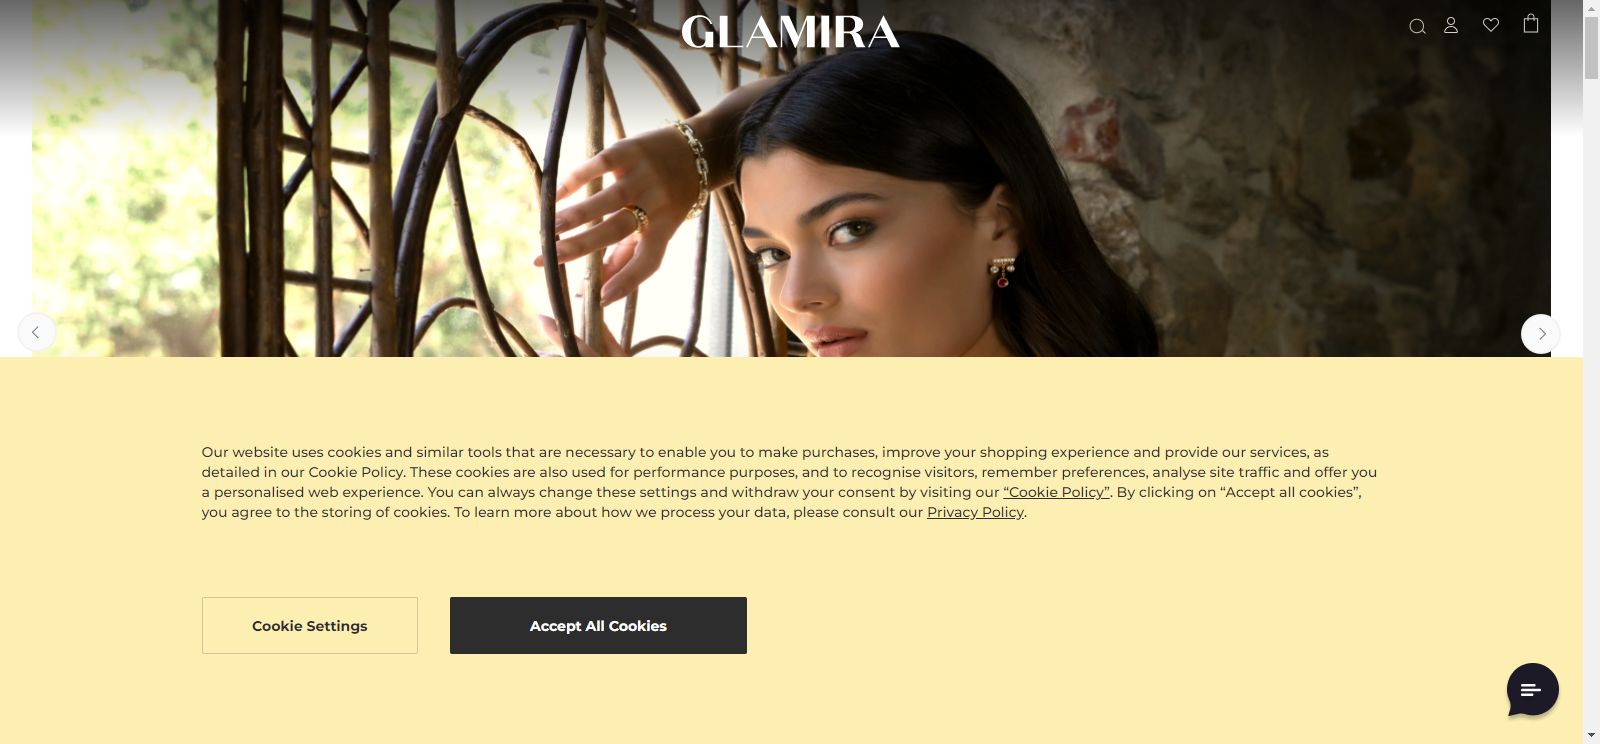 GLAMIRA
Our website uses cookies and similar tools that are necessary to enable you to make purchases, improve your shopping experience and provide our services, as
detailed in our Cookie Policy. These cookies are also used for performance purposes, and to recognise visitors, remember preferences, analyse site traffic and offer you
a personalised web experience. You can always change these settings and withdraw your consent by visiting our “Cookie Policy”. By clicking on “Accept all cookies”,
you agree to the storing of cookies. To learn more about how we process your data, please consult our Privacy Policy.
Cookie Settings
Accept All Cookies